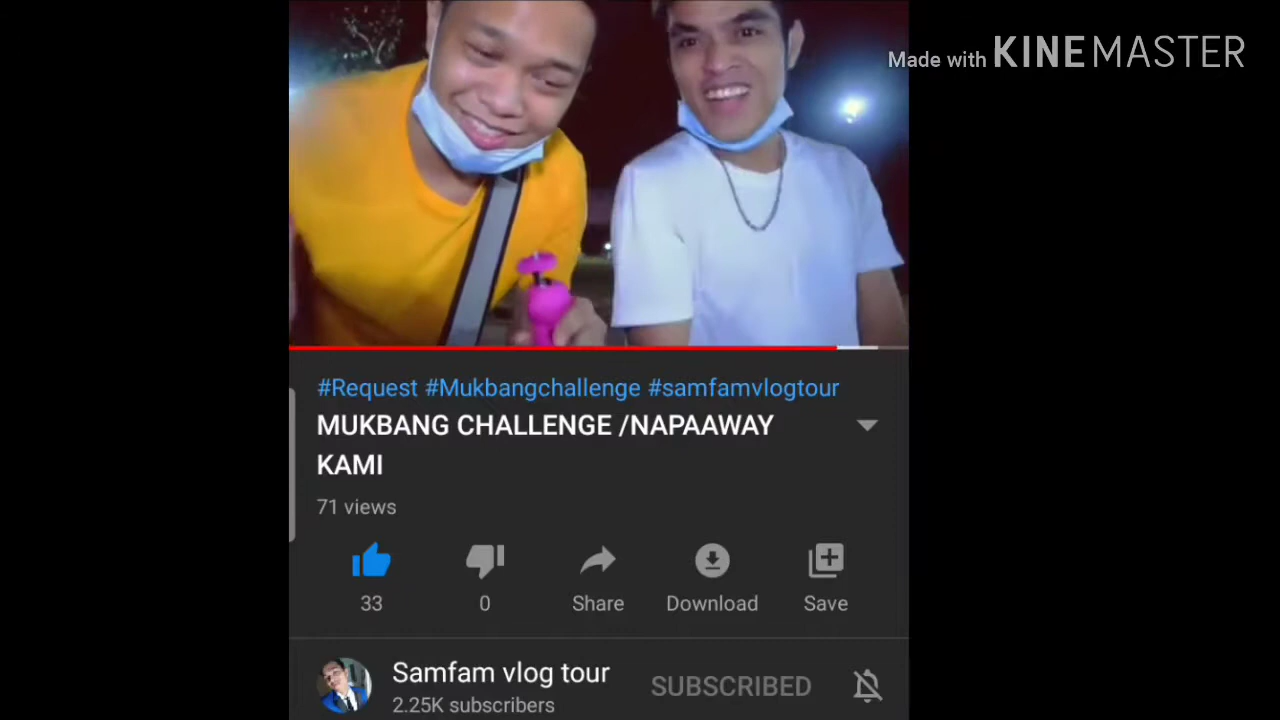 Made with KINEMASTER
#Request #Mukbangchallenge #samfamvlogtour
MUKBANG CHALLENGE /NAPAAWAY
KAMI
71 views
33
0
Share
Download
Save
Samfam vlog tour
2.25K subscribers
SUBSCRIBED